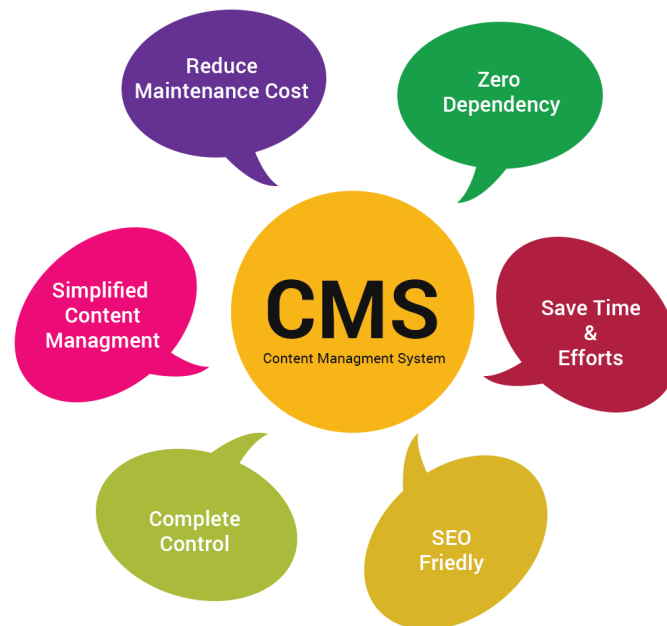 Reduce
Maintenance Cost
Zero
Dependency
Simplified
Content
Managment
CMS
Content Managment System
Save Time
&
Efforts
Complete
Control
SEO
Friedly